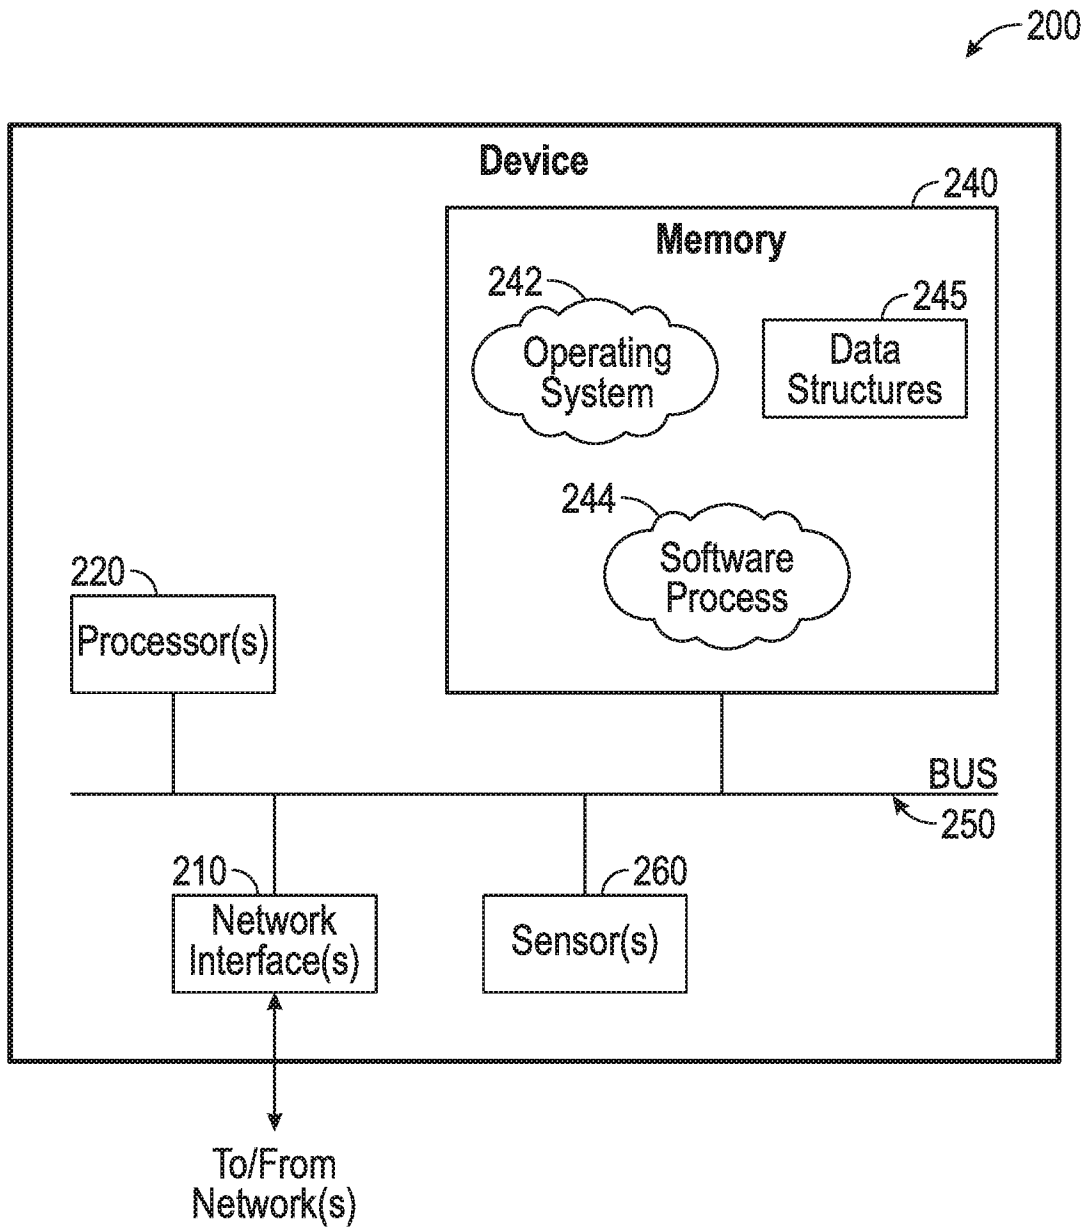 200
Device
240
Memory
242
245
Operating
System
Data
Structures
244
Software
Process
220
Processor(s)
BUS
250
210
260
Network
Interface(s)
Sensor(s)
To/From
Network(s)